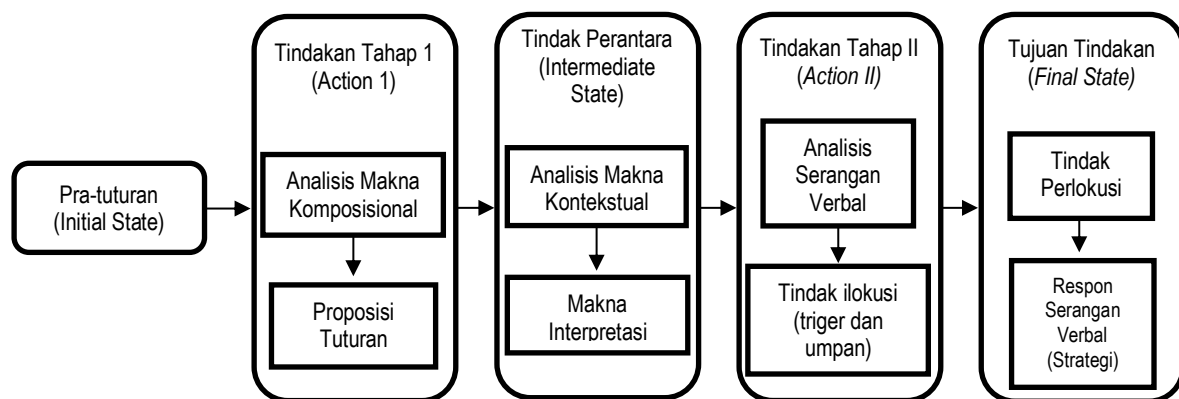 Pra-tuturan
(Initial State)
Tindakan Tahap 1
(Action 1)
Analisis Makna
Komposisional
Proposisi
Tuturan
Tindak Perantara
(Intermediate
State)
Analisis Makna
Kontekstual
Makna
Interpretasi
Tindakan Tahap II
(Action II)
Analisis
Serangan
Verbal
Tindak ilokusi
(triger dan
umpan)
Tujuan Tindakan
(Final State)
Tindak
Perlokusi
Respon
Serangan
Verbal
(Strategi)